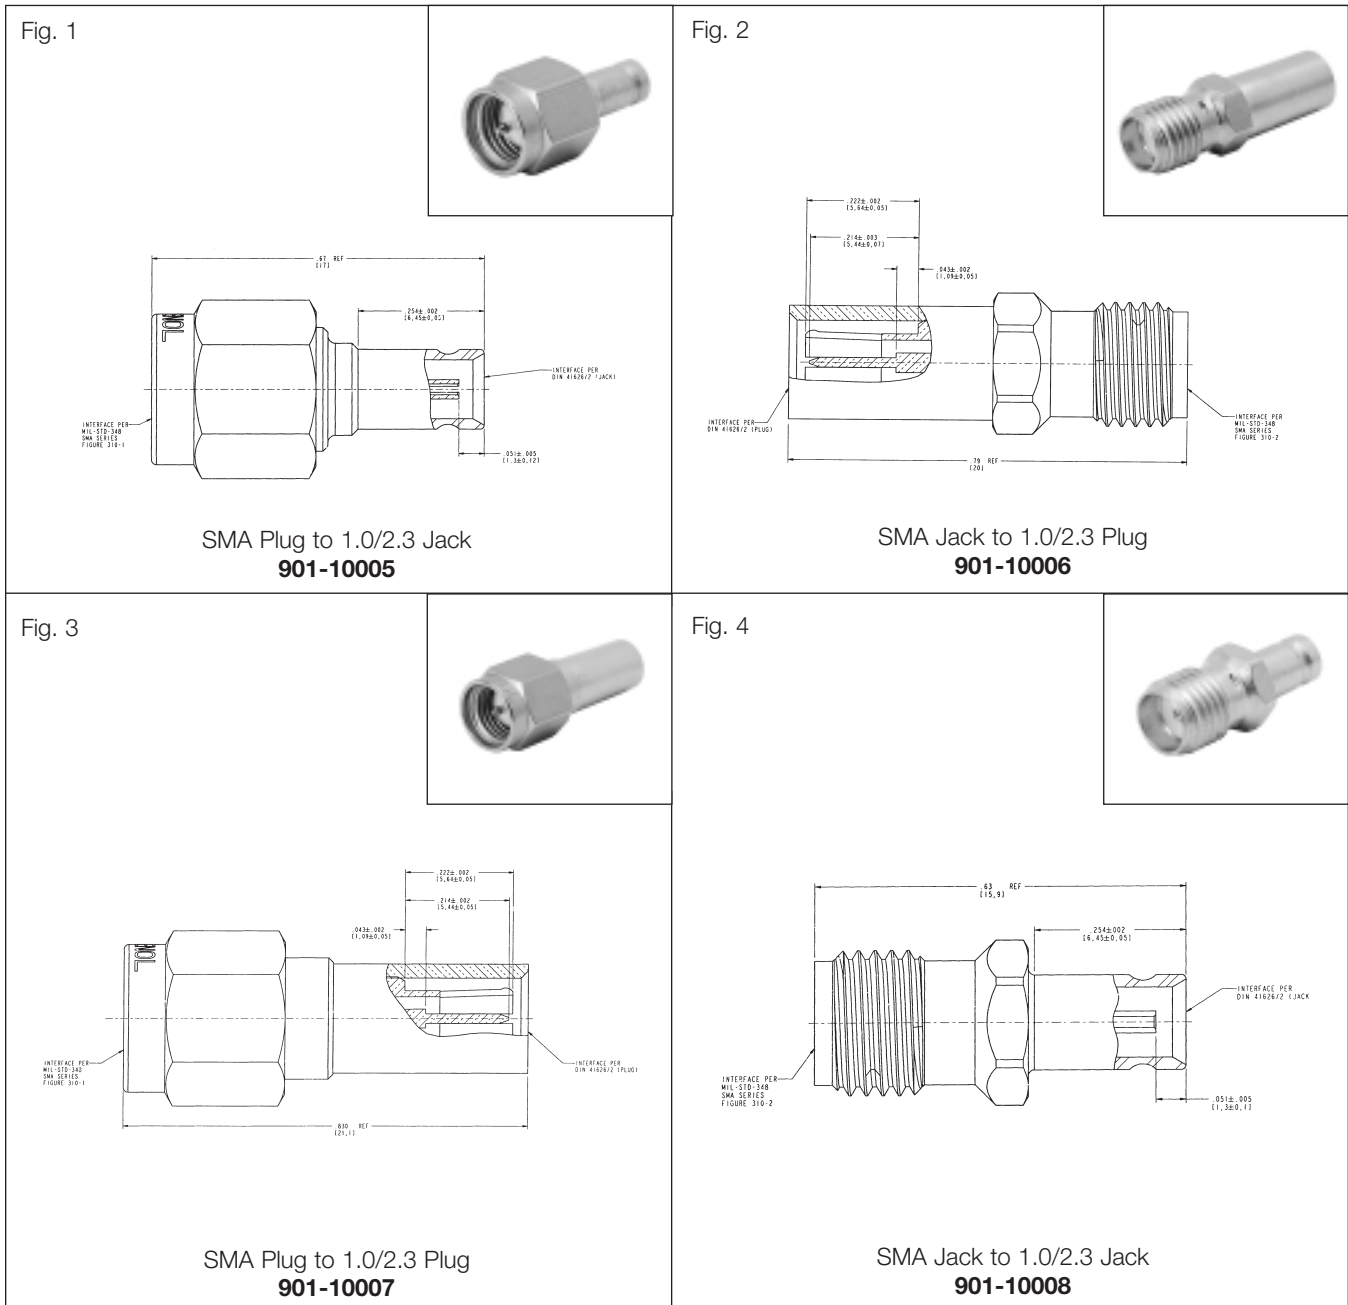 Fig. 1
.67 REF
[17]
.254±.002
INTERFACE PER
DIN 41626/2 (JACK)
INTERFACE PER
MIL-STD-348
SMA SERIES
FIGURE 310-1
.051±.005
[1,3±0,12]
SMA Plug to 1.0/2.3 Jack
901-10005
Fig. 2
.222±.002
[5,64±0,05]
.214±.003
[5,44±0,07]
.043±.002
[1,09±0,05]
INTERFACE PER
DIN 41626/2 (PLUG)
INTERFACE PER
MIL-STD-348
SMA SERIES
FIGURE 310-2
.79 REF
[20]
SMA Jack to 1.0/2.3 Plug
901-10006
Fig. 3
.222±.002
[5,64±0,05]
.214±.002
[5,44±0,05]
.043±.002
[1,09±0,05]
INTERFACE PER
MIL-STD-348
SMA SERIES
FIGURE 310-1
INTERFACE PER
DIN 41626/2 (PLUG)
.830 REF
[21,1]
SMA Plug to 1.0/2.3 Plug
901-10007
Fig. 4
.63 REF
[15,9]
.254±002
[6,45±0,05]
INTERFACE PER
DIN 41626/2 (JACK
INTERFACE PER
MIL-STD-348
SMA SERIES
FIGURE 310-2
.051±.005
[1,3±0,1]
SMA Jack to 1.0/2.3 Jack
901-10008